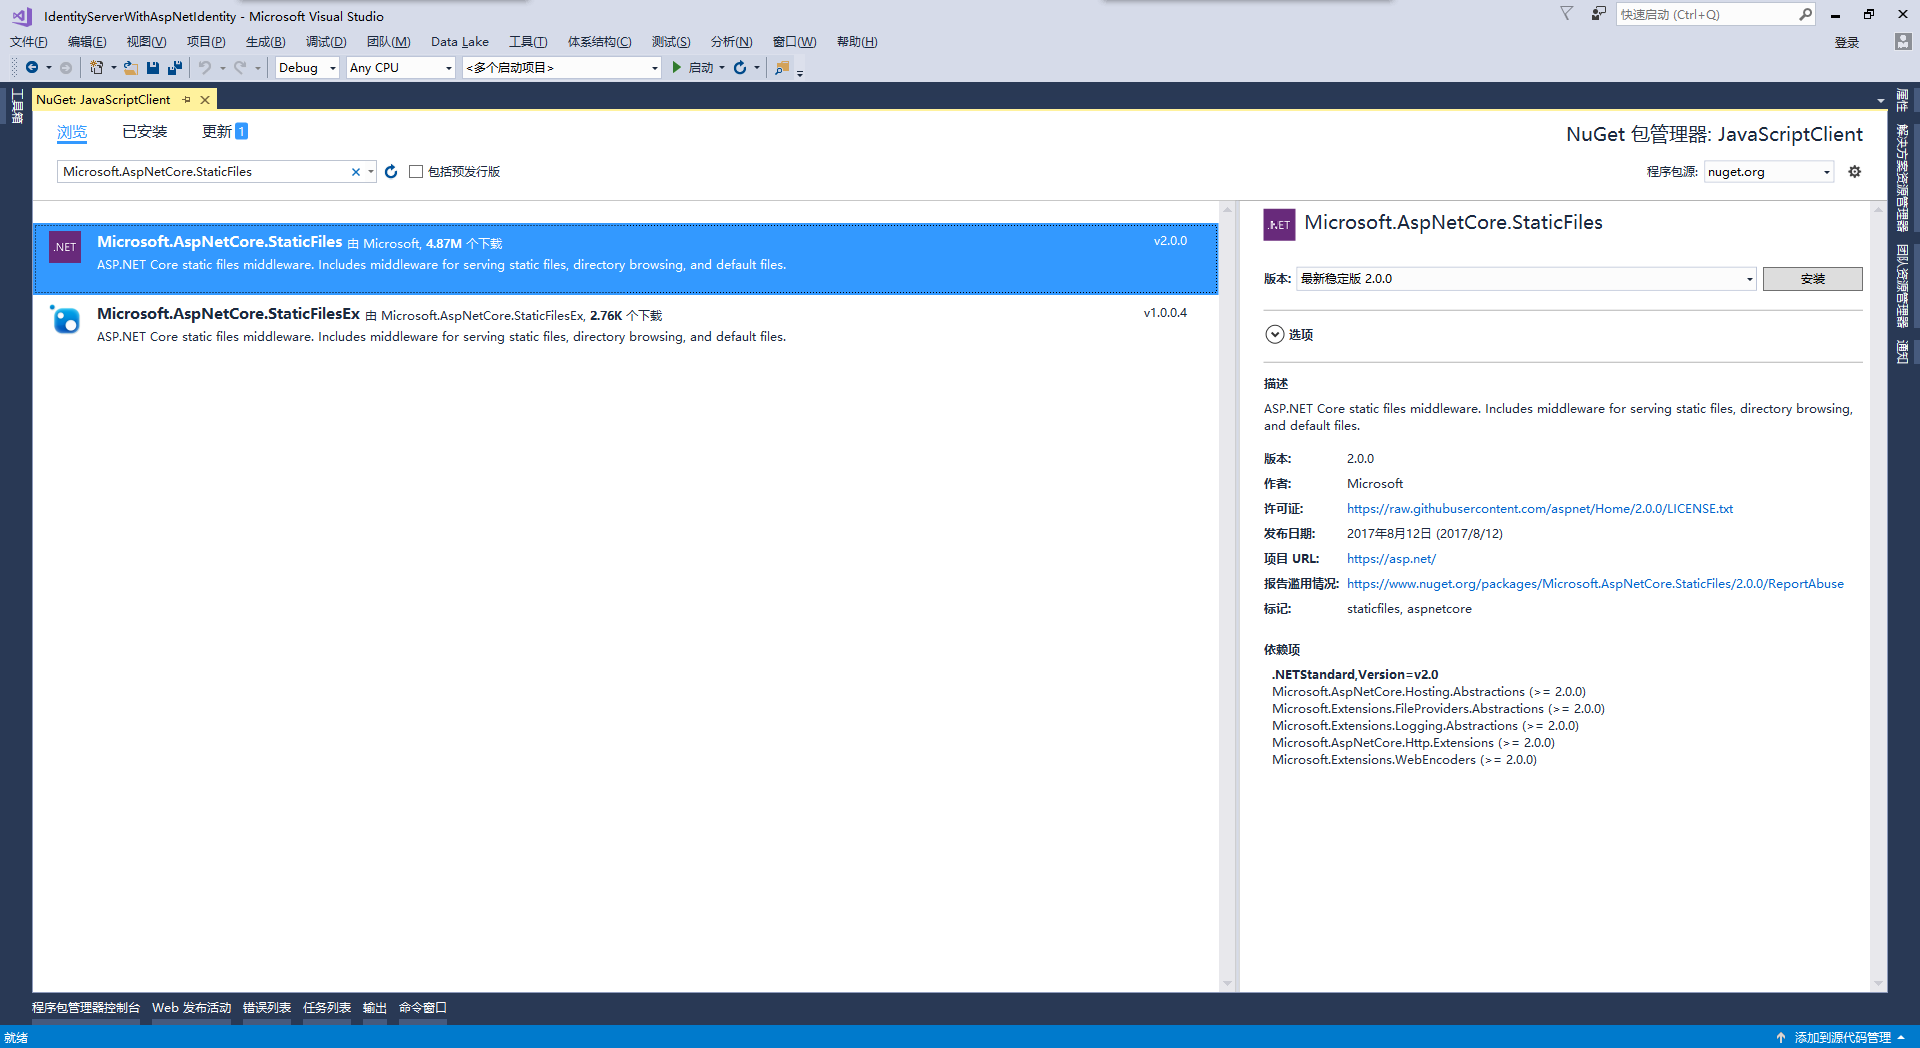 IdentityServerWithAspNetIdentity - Microsoft Visual Studio
快速启动 (Ctrl+Q)
文件(F) 编辑(E) 视图(V) 项目(P) 生成(B) 调试(D) 团队(M) Data Lake 工具(T) 体系结构(C) 测试(S) 分析(N) 窗口(W) 帮助(H)
登录
Debug Any CPU <多个启动项目> 启动
工具箱
NuGet: JavaScriptClient
浏览 已安装 更新 1
NuGet 包管理器: JavaScriptClient
Microsoft.AspNetCore.StaticFiles
包括预发行版
程序包源: nuget.org
.NET
Microsoft.AspNetCore.StaticFiles 由 Microsoft, 4.87M 个下载
v2.0.0
ASP.NET Core static files middleware. Includes middleware for serving static files, directory browsing, and default files.
Microsoft.AspNetCore.StaticFilesEx 由 Microsoft.AspNetCore.StaticFilesEx, 2.76K 个下载
v1.0.0.4
ASP.NET Core static files middleware. Includes middleware for serving static files, directory browsing, and default files.
.NET
Microsoft.AspNetCore.StaticFiles
版本: 最新稳定版 2.0.0
安装
选项
描述
ASP.NET Core static files middleware. Includes middleware for serving static files, directory browsing,
and default files.
版本: 2.0.0
作者: Microsoft
许可证: https://raw.githubusercontent.com/aspnet/Home/2.0.0/LICENSE.txt
发布日期: 2017年8月12日 (2017/8/12)
项目 URL: https://asp.net/
报告滥用情况: https://www.nuget.org/packages/Microsoft.AspNetCore.StaticFiles/2.0.0/ReportAbuse
标记: staticfiles, aspnetcore
依赖项
.NETStandard,Version=v2.0
Microsoft.AspNetCore.Hosting.Abstractions (>= 2.0.0)
Microsoft.Extensions.FileProviders.Abstractions (>= 2.0.0)
Microsoft.Extensions.Logging.Abstractions (>= 2.0.0)
Microsoft.AspNetCore.Http.Extensions (>= 2.0.0)
Microsoft.Extensions.WebEncoders (>= 2.0.0)
属性
解决方案资源管理器
团队资源管理器
通知
程序包管理器控制台 Web 发布活动 错误列表 任务列表 输出 命令窗口
就绪
添加到源代码管理